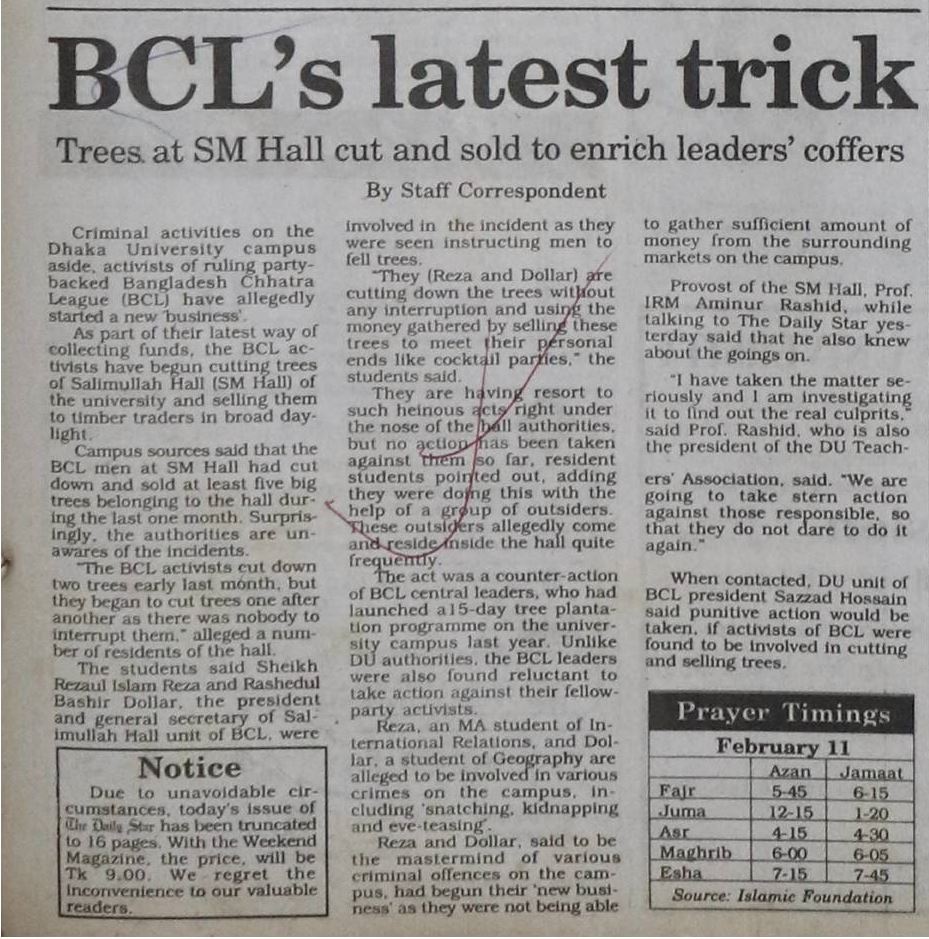 BCL's latest trick
Trees at SM Hall cut and sold to enrich leaders' coffers
By Staff Correspondent
Criminal activities on the
Dhaka University campus
aside, activists of ruling party-
backed Bangladesh Chhatra
League (BCL) have allegedly
started a new 'business'.
As part of their latest way of
collecting funds, the BCL ac-
tivists have begun cutting trees
of Salimullah Hall (SM Hall) of
the university and selling them
to timber traders in broad day-
light.
Campus sources said that the
BCL men at SM Hall had cut
down and sold at least five big
trees belonging to the hall dur-
ing the last one month. Surpris-
ingly, the authorities are un-
awares of the incidents.
"The BCL activists cut down
two trees early last month, but
they began to cut trees one after
another as there was nobody to
interrupt them," alleged a num-
ber of residents of the hall.
The students said Sheikh
Rezaul Islam Reza and Rashedul
Bashir Dollar, the president
and general secretary of Sal-
imullah Hall unit of BCL, were
involved in the incident as they
were seen instructing men to
fell trees.
"They (Reza and Dollar) are
cutting down the trees without
any interruption and using the
money gathered by selling these
trees to meet their personal
ends like cocktail parties," the
students said.
They are having resort to
such heinous acts right under
the nose of the hall authorities,
but no action has been taken
against them so far, resident
students pointed out, adding
they were doing this with the
help of a group of outsiders.
These outsiders allegedly come
and reside inside the hall quite
frequently.
The act was a counter-action
of BCL central leaders, who had
launched a15-day tree planta-
tion programme on the univer-
sity campus last year. Unlike
DU authorities, the BCL leaders
were also found reluctant to
take action against their fellow-
party activists.
Reza, an MA student of In-
ternational Relations, and Dol-
lar, a student of Geography are
alleged to be involved in various
crimes on the campus, in-
cluding 'snatching, kidnapping
and eve-teasing'.
Reza and Dollar, said to be
the mastermind of various
criminal offences on the cam-
pus, had begun their 'new busi-
ness' as they were not being able
to gather sufficient amount of
money from the surrounding
markets on the campus.
Provost of the SM Hall, Prof.
IRM Aminur Rashid, while
talking to The Daily Star yes-
terday said that he also knew
about the goings on.
"I have taken the matter se-
riously and I am investigating
it to find out the real culprits,"
said Prof. Rashid, who is also
the president of the DU Teach-
ers' Association, said. "We are
going to take stern action
against those responsible, so
that they do not dare to do it
again."
When contacted, DU unit of
BCL president Sazzad Hossain
said punitive action would be
taken, if activists of BCL were
found to be involved in cutting
and selling trees.
Notice
Due to unavoidable cir-
cumstances, today's issue of
The Daily Star has been truncated
to 16 pages. With the Weekend
Magazine, the price, will be
Tk 9.00. We regret the
inconvenience to our valuable
readers.
Prayer Timings
February 11
Azan Jamaat
Fajr 5-45 6-15
Juma 12-15 1-20
Asr 4-15 4-30
Maghrib 6-00 6-05
Esha 7-15 7-45
Source: Islamic Foundation